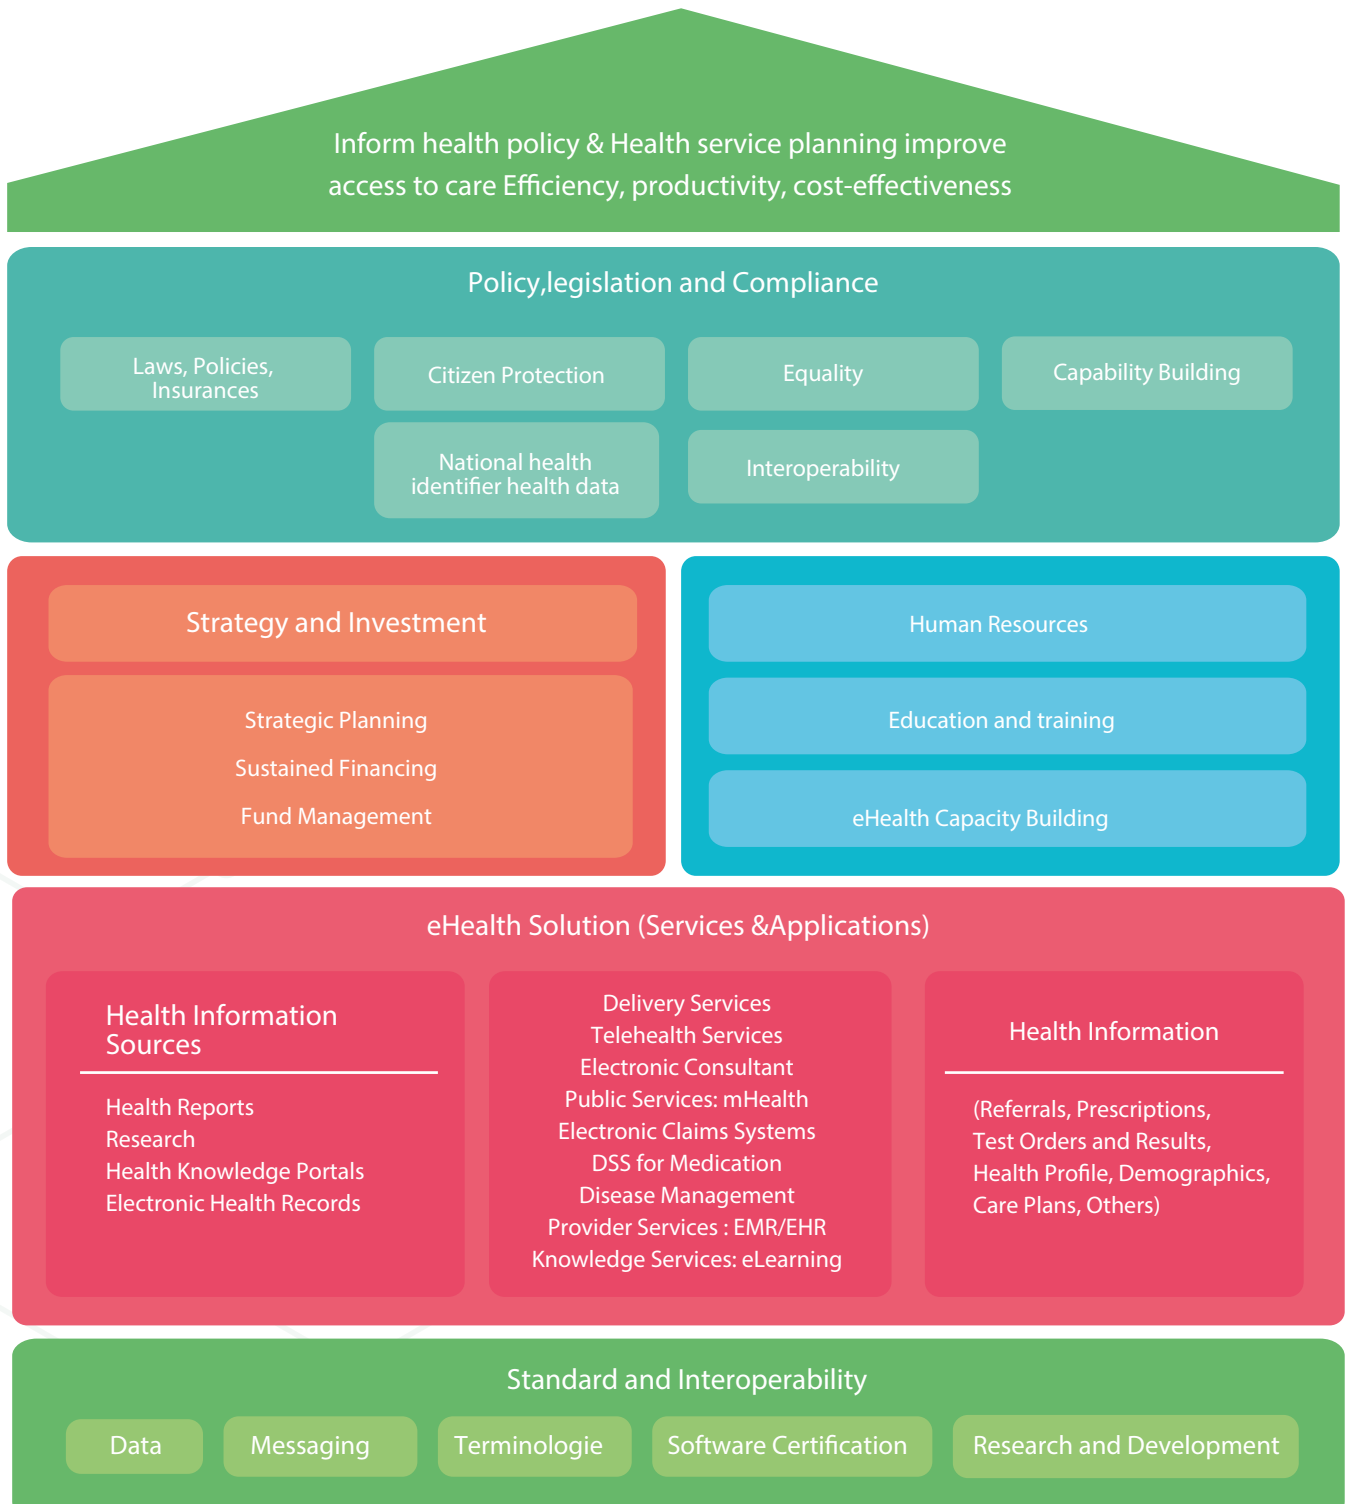 Inform health policy & Health service planning improve
access to care Efficiency, productivity, cost-effectiveness
Policy,legislation and Compliance
Laws, Policies,
Insurances
Citizen Protection
Equality
Capability Building
National health
identifier health data
Interoperability
Strategy and Investment
Strategic Planning
Sustained Financing
Fund Management
Human Resources
Education and training
eHealth Capacity Building
eHealth Solution (Services &Applications)
Health Information
Sources
Health Reports
Research
Health Knowledge Portals
Electronic Health Records
Delivery Services
Telehealth Services
Electronic Consultant
Public Services: mHealth
Electronic Claims Systems
DSS for Medication
Disease Management
Provider Services : EMR/EHR
Knowledge Services: eLearning
Health Information
(Referrals, Prescriptions,
Test Orders and Results,
Health Profile, Demographics,
Care Plans, Others)
Standard and Interoperability
Data
Messaging
Terminologie
Software Certification
Research and Development